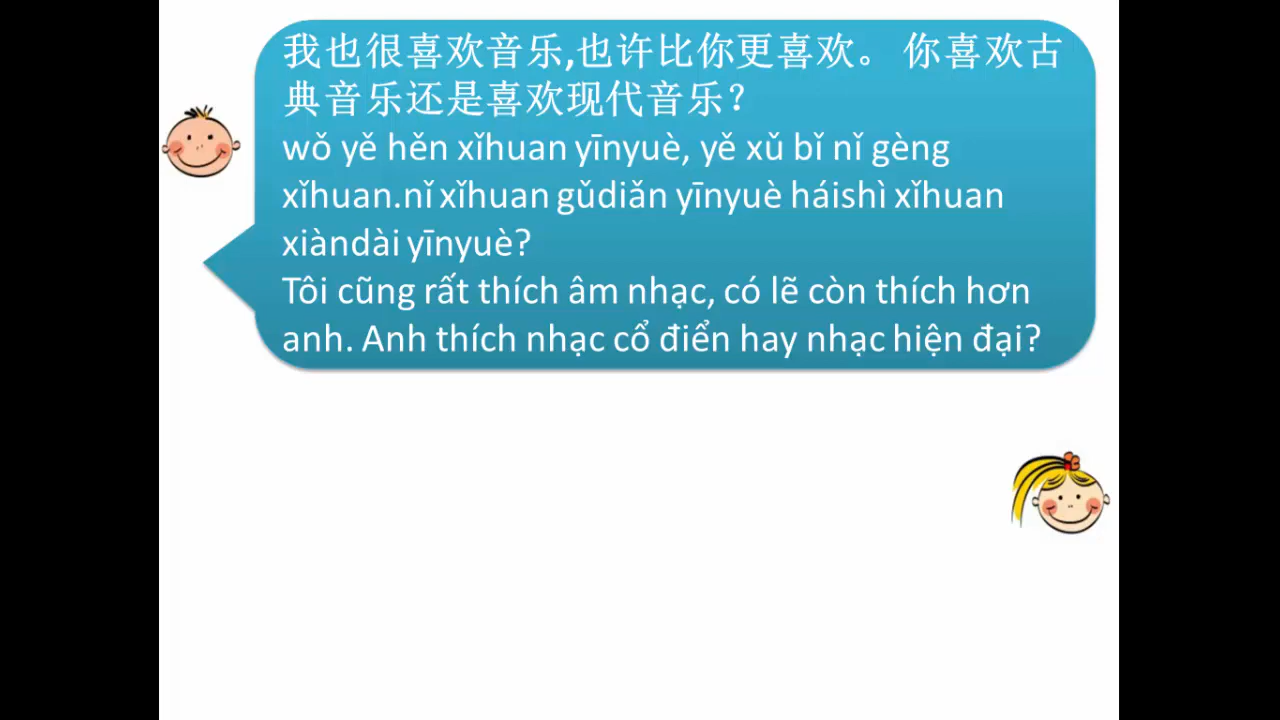 我也很喜欢音乐,也许比你更喜欢。 你喜欢古
典音乐还是喜欢现代音乐？
wǒ yě hěn xǐhuan yīnyuè, yě xǔ bǐ nǐ gèng
xǐhuan.nǐ xǐhuan gǔdiǎn yīnyuè háishì xǐhuan
xiàndài yīnyuè?
Tôi cũng rất thích âm nhạc, có lẽ còn thích hơn
anh. Anh thích nhạc cổ điển hay nhạc hiện đại?